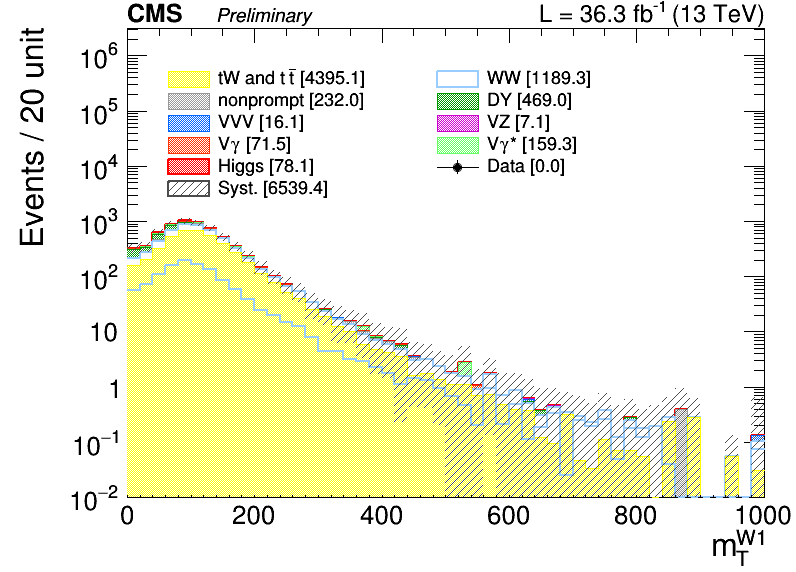 CMS Preliminary L = 36.3 fb⁻¹ (13 TeV)
Events / 20 unit
10⁶
10⁵
10⁴
10³
10²
10
1
10⁻¹
10⁻²
tW and tt̅ [4395.1]
nonprompt [232.0]
VVV [16.1]
Vγ [71.5]
Higgs [78.1]
Syst. [6539.4]
WW [1189.3]
DY [469.0]
VZ [7.1]
Vγ* [159.3]
Data [0.0]
0 200 400 600 800 1000
m_T^W1